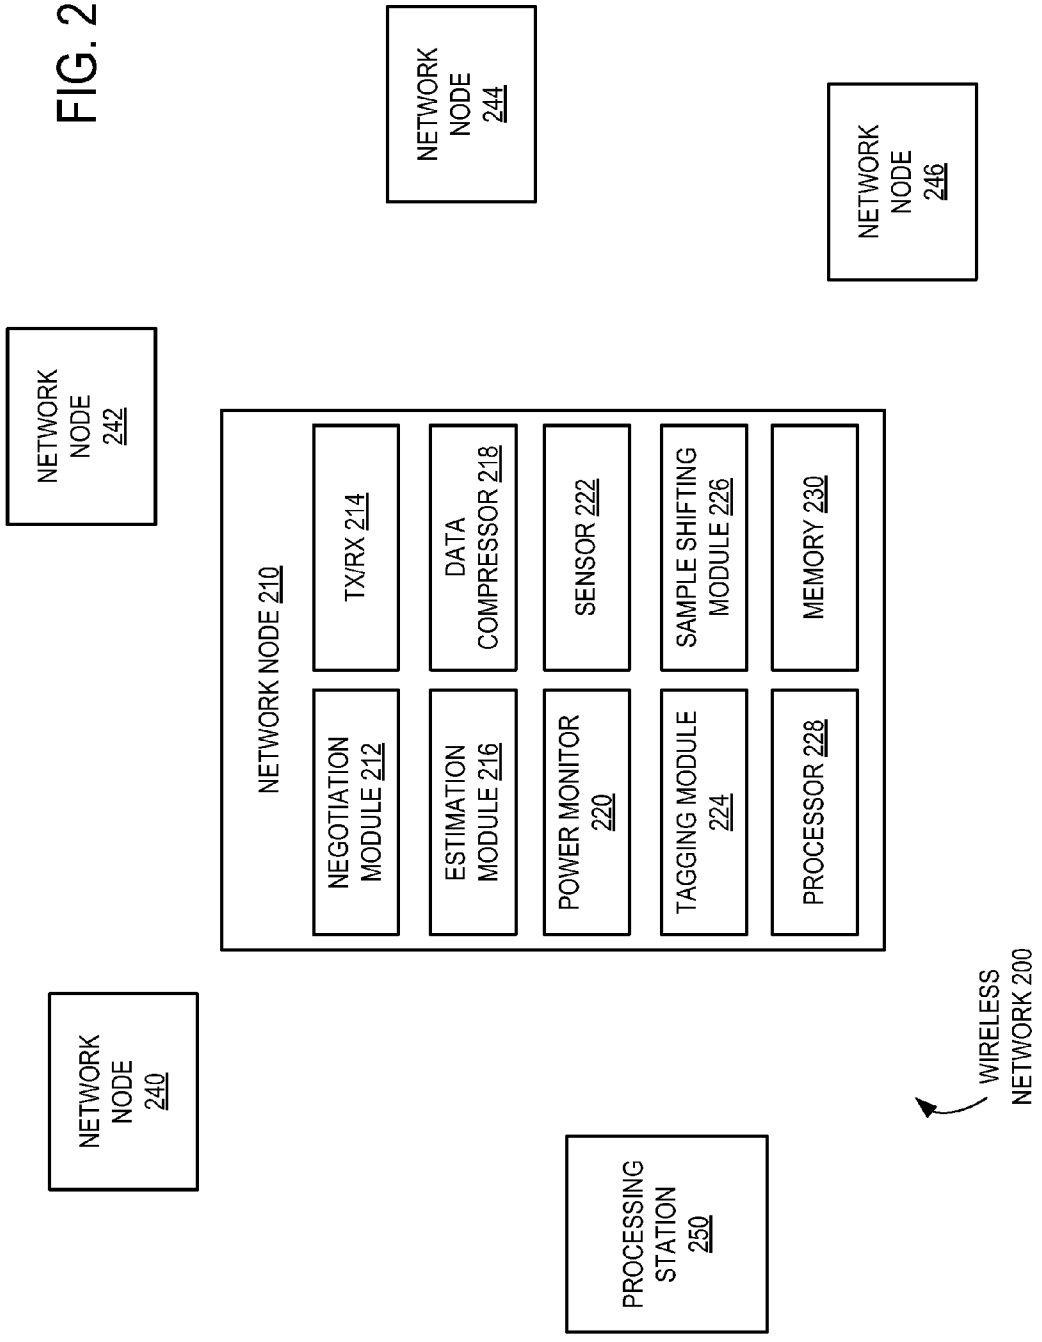 FIG. 2
NETWORK
NODE
240
NETWORK
NODE
242
NETWORK
NODE
244
NETWORK
NODE
246
NETWORK NODE 210
NEGOTIATION
MODULE 212
TX/RX 214
ESTIMATION
MODULE 216
DATA
COMPRESSOR 218
POWER MONITOR
220
SENSOR 222
TAGGING MODULE
224
SAMPLE SHIFTING
MODULE 226
PROCESSOR 228
MEMORY 230
PROCESSING
STATION
250
WIRELESS
NETWORK 200